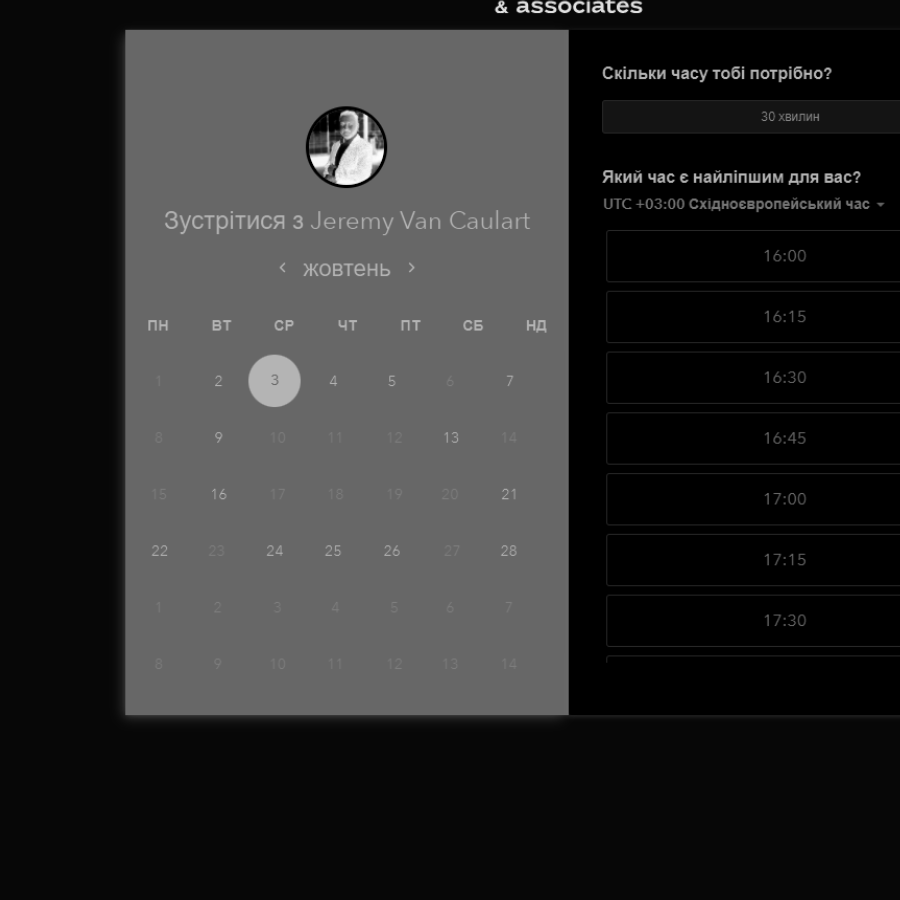 & associates
Зустрітися з Jeremy Van Caulart
жовтень
ПН ВТ СР ЧТ ПТ СБ НД
1 2 3 4 5 6 7
8 9 10 11 12 13 14
15 16 17 18 19 20 21
22 23 24 25 26 27 28
1 2 3 4 5 6 7
8 9 10 11 12 13 14
Скільки часу тобі потрібно?
30 хвилин
Який час є найліпшим для вас?
UTC +03:00 Східноєвропейський час
16:00
16:15
16:30
16:45
17:00
17:15
17:30